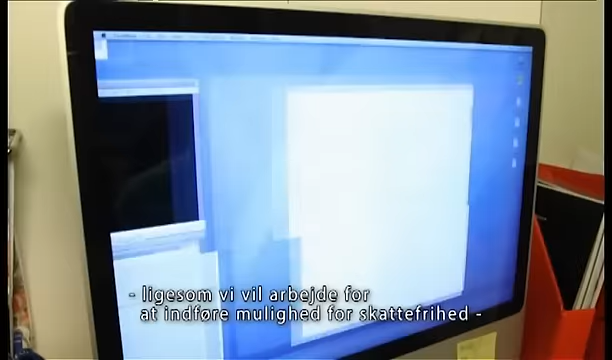 - ligesom vi vil arbejde for
at indføre mulighed for skattefrihed -